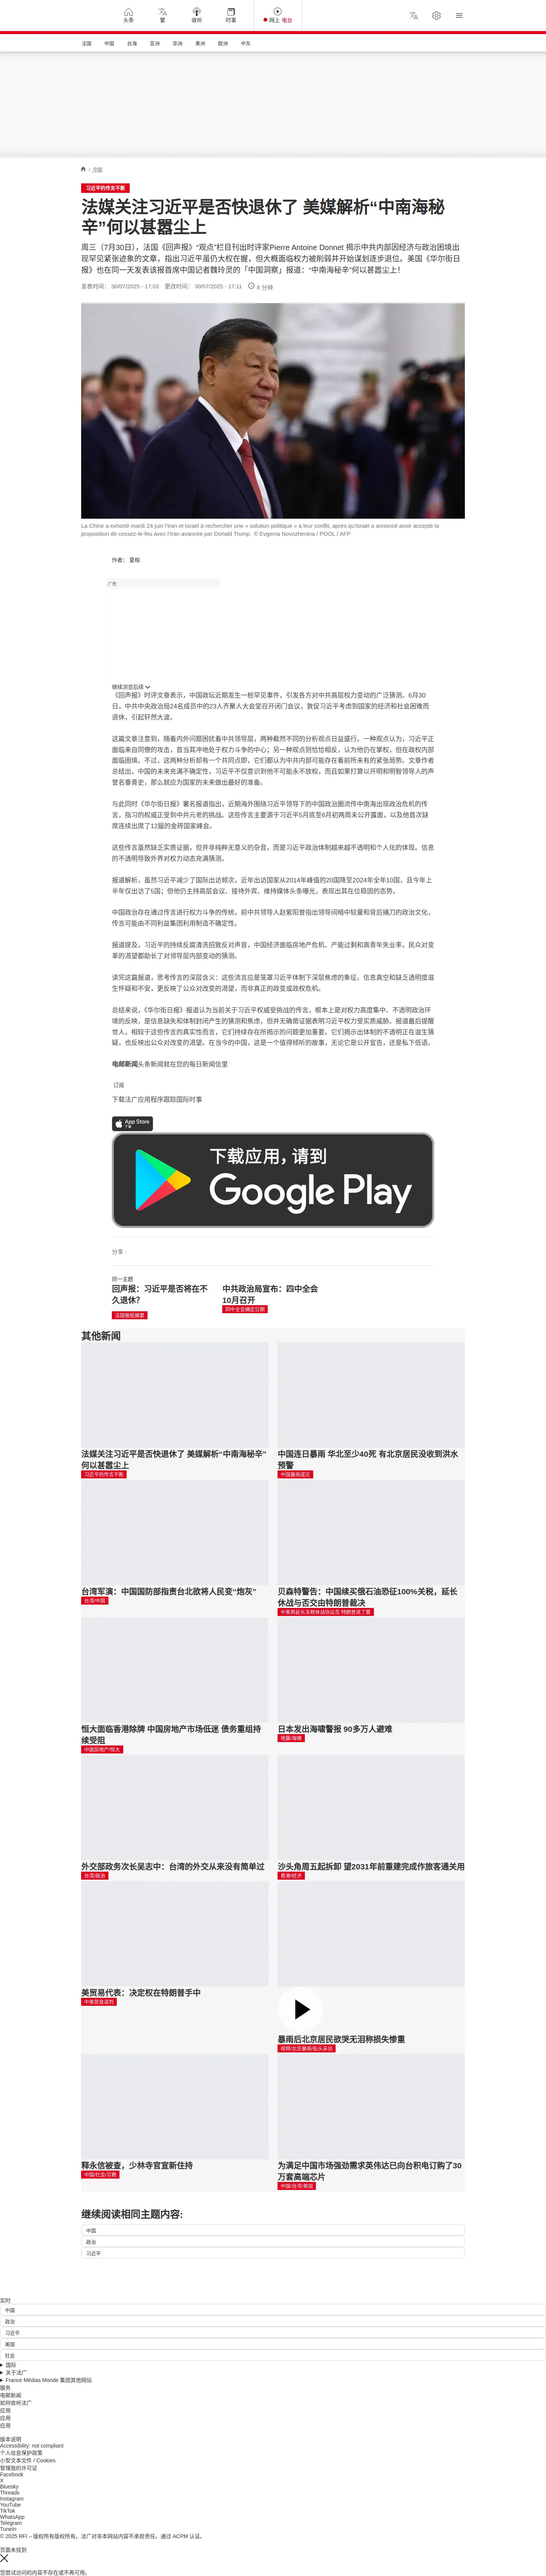 头条
繁
收听
时事
网上 电台
法国 中国 台海 亚洲 非洲 美洲 欧洲 中东
/ 中国
习近平的传言不断
法媒关注习近平是否快退休了 美媒解析“中南海秘
辛”何以甚嚣尘上
周三（7月30日），法国《回声报》“观点”栏目刊出时评家Pierre Antoine Donnet 揭示中共内部因经济与政治困境出
现罕见紧张迹象的文章，指出习近平虽仍大权在握，但大概面临权力被削弱并开始谋划逐步退位。美国《华尔街日
报》也在同一天发表该报首席中国记者魏玲灵的「中国洞察」报道：“中南海秘辛”何以甚嚣尘上！
发表时间： 30/07/2025 - 17:03 更改时间： 30/07/2025 - 17:11 8 分钟
La Chine a exhorté mardi 24 juin l'Iran et Israël à rechercher une « solution politique » à leur conflit, après qu'Israël a annoncé avoir accepté la
proposition de cessez-le-feu avec l'Iran avancée par Donald Trump. © Evgenia Novozhenina / POOL / AFP
作者： 夏榕
广告
继续浏览后续
《回声报》时评文章表示，中国政坛近期发生一桩罕见事件，引发各方对中共高层权力变动的广泛猜测。6月30
日，中共中央政治局24名成员中的23人齐聚人大会堂召开闭门会议，敦促习近平考虑到国家的经济和社会困难而
退休，引起轩然大波。
这篇文章注意到，随着内外问题困扰着中共领导层，两种截然不同的分析观点日益盛行。一种观点认为，习近平正
面临来自同僚的攻击，首当其冲地处于权力斗争的中心；另一种观点则恰恰相反，认为他仍在掌权，但在政权内部
面临困境。不过，这两种分析却有一个共同点即，它们都认为中共内部可能存在着前所未有的紧张局势。文章作者
总结出，中国的未来充满不确定性，习近平不仅意识到他不可能永不放权，而且如果打算以开明和明智领导人的声
誉名垂青史，那么就应为国家的未来做出最好的准备。
与此同时《华尔街日报》署名报道指出，近期海外围绕习近平领导下的中国政治圈流传中南海出现政治危机的传
言，指习的权威正受到中共元老的挑战。这些传言主要源于习近平5月底至6月初两周未公开露面，以及他首次缺
席连续出席了12届的金砖国家峰会。
这些传言虽然缺乏实质证据，但并非纯粹无意义的杂音，而是习近平政治体制越来越不透明和个人化的体现。信息
的不透明导致外界对权力动态充满猜测。
报道解析，虽然习近平减少了国际出访频次，近年出访国家从2014年峰值的20国降至2024年全年10国，且今年上
半年仅出访了5国；但他仍主持高层会议、接待外宾、维持媒体头条曝光，表现出其在位稳固的态势。
中国政治存在通过传言进行权力斗争的传统，前中共领导人赵紫阳曾指出领导间暗中较量和背后捅刀的政治文化，
传言可能由不同利益集团利用制造不确定性。
报道提及，习近平的持续反腐清洗招致反对声音，中国经济面临房地产危机、产能过剩和高青年失业率，民众对变
革的渴望都助长了对领导层内部变动的猜测。
读完这篇报道，思考传言的深层含义：这些流言应是笼罩习近平体制下深层焦虑的象征。信息真空和缺乏透明度滋
生怀疑和不安，更反映了公众对改变的渴望，而非真正的政变或政权危机。
总结来说，《华尔街日报》报道认为当前关于习近平权威受挑战的传言，根本上是对权力高度集中、不透明政治环
境的反映，是信息缺失和体制封闭产生的猜测和焦虑，但并无确凿证据表明习近平权力受实质威胁。报道最后提醒
世人，相较于这些传言的真实性而言，它们持续存在所揭示的问题更加重要。它们揭示出体制的不透明正在滋生猜
疑，也反映出公众对改变的渴望。在当今的中国，这是一个值得倾听的故事，无论它是公开宣告，还是私下低语。
电邮新闻头条新闻就在您的每日新闻信里
订阅
下载法广应用程序跟踪国际时事
App Store
下载
下载应用，请到
Google Play
分享 :
同一主题
回声报：习近平是否将在不
久退休？
法国报纸摘要
中共政治局宣布：四中全会
10月召开
四中全会确定日期
其他新闻
法媒关注习近平是否快退休了 美媒解析“中南海秘辛”
何以甚嚣尘上
习近平的传言不断
中国连日暴雨 华北至少40死 有北京居民没收到洪水
预警
中国暴雨成灾
台湾军演：中国国防部指责台北欲将人民变“炮灰”
台湾/中国
贝森特警告：中国续买俄石油恐征100%关税，延长
休战与否交由特朗普裁决
中美商延长关税休战协议否 特朗普说了算
恒大面临香港除牌 中国房地产市场低迷 债务重组持
续受阻
中国房地产/恒大
日本发出海啸警报 90多万人避难
地震/海啸
外交部政务次长吴志中：台湾的外交从来没有简单过
台湾/政治
沙头角周五起拆卸 望2031年前重建完成作旅客通关用
香港/经济
美贸易代表：决定权在特朗普手中
中美贸易谈判
暴雨后北京居民欲哭无泪称损失惨重
视频/北京暴雨/街头采访
释永信被查，少林寺官宣新住持
中国/社会/宗教
为满足中国市场强劲需求英伟达已向台积电订购了30
万套高端芯片
中国/台湾/美国
继续阅读相同主题内容:
中国
政治
习近平
实时
中国
政治
习近平
美国
社会
国际
关于法广
France Médias Monde 集团其他网站
服务
电邮新闻
如何收听法广
应用
应用
应用
版本说明
Accessibility: not compliant
个人信息保护政策
小型文本文件 / Cookies
管理我的许可证
Facebook
X
Bluesky
Threads
Instagram
YouTube
TikTok
WhatsApp
Telegram
TuneIn
© 2025 RFI – 版权所有版权所有。法广对非本网站内容不承担责任。通过 ACPM 认证。
页面未找到
您尝试访问的内容不存在或不再可用。